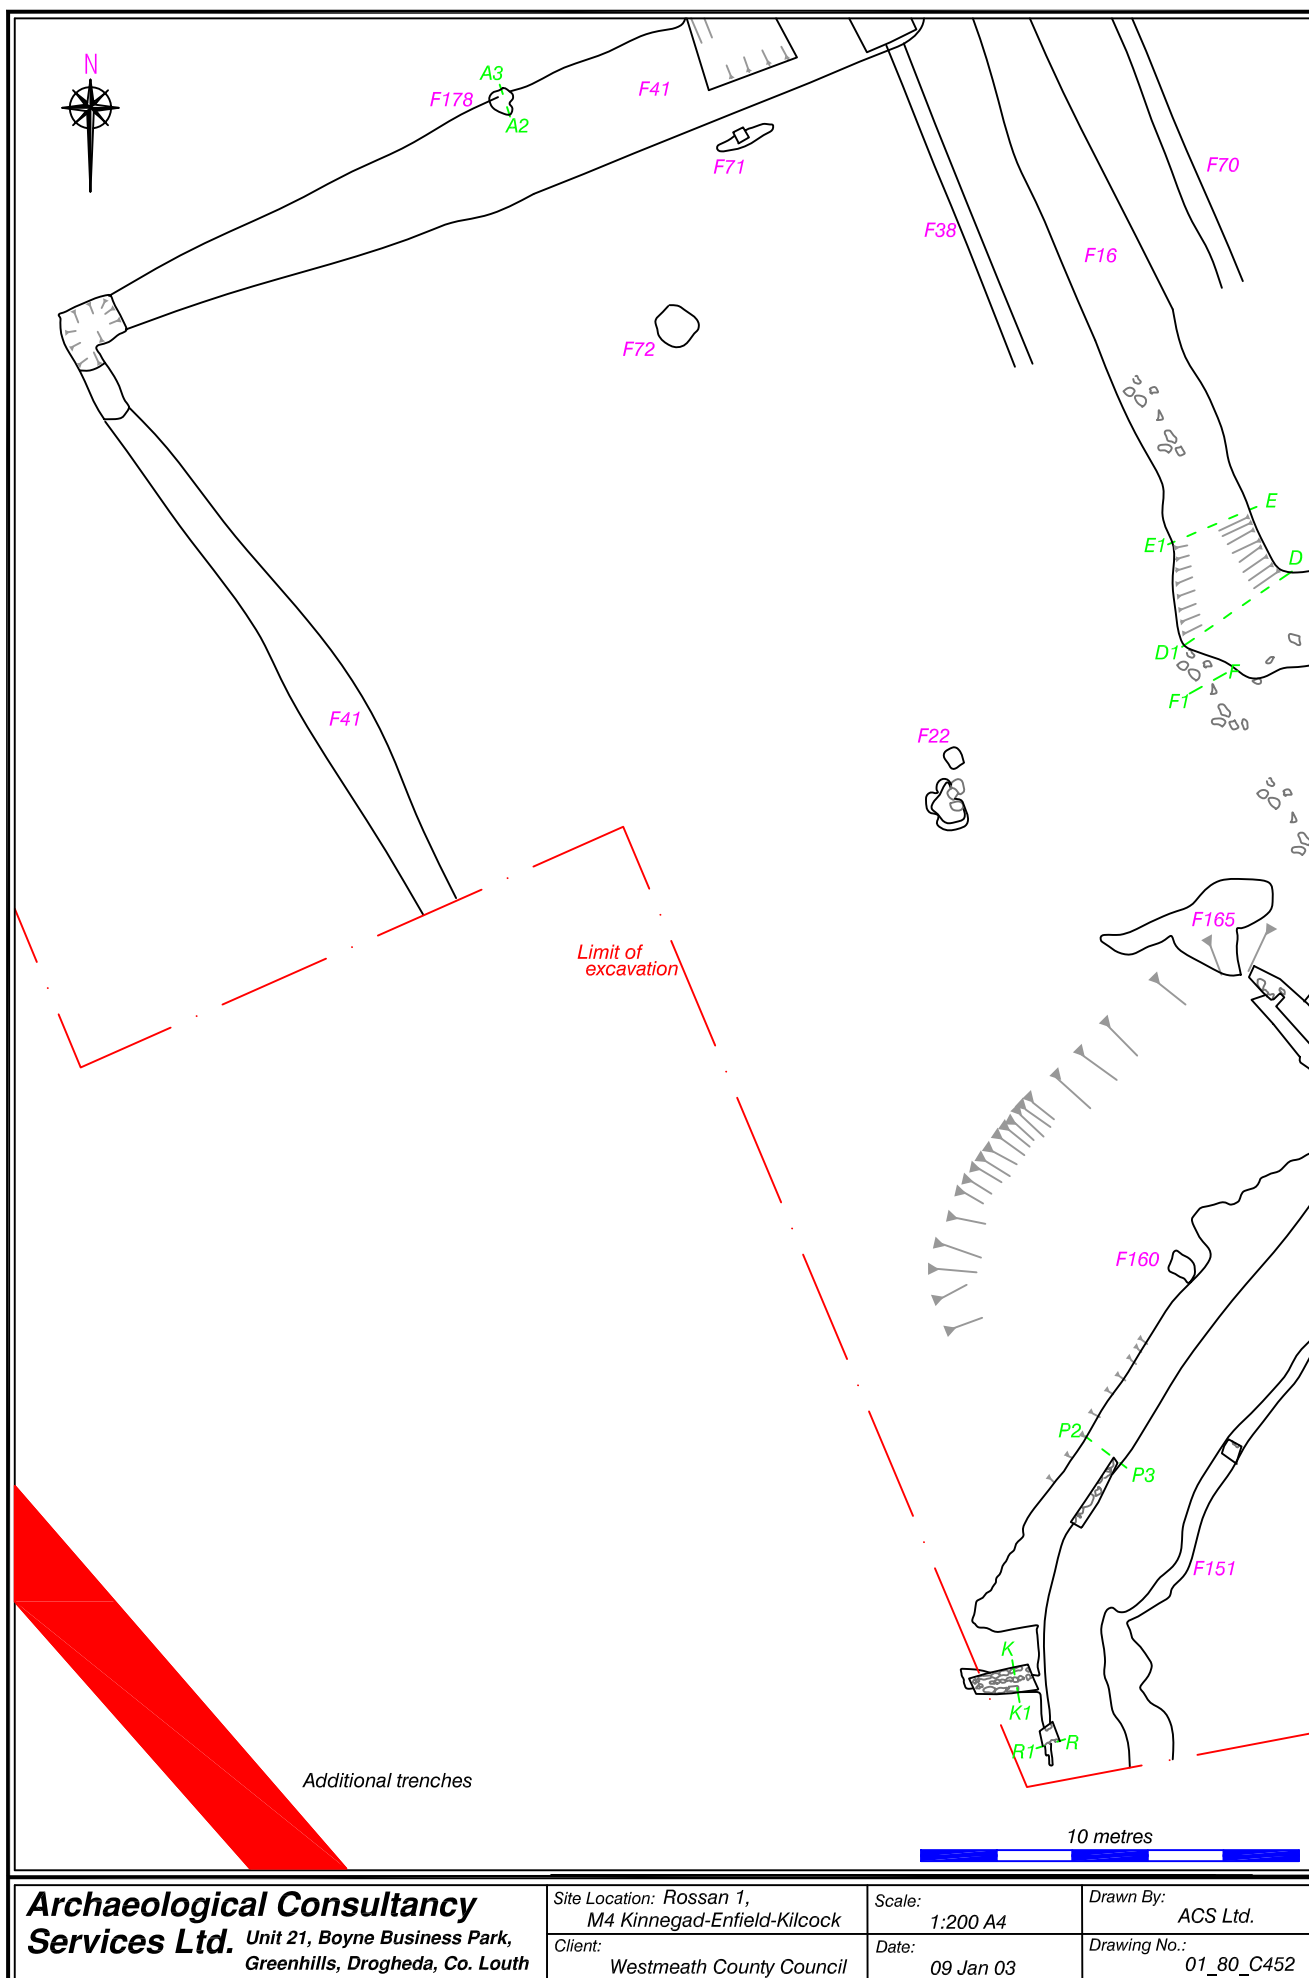 N
A3
F178
A2
F41
F71
F70
F38
F16
F72
E
E1
D
D1
F
F1
F41
F22
F165
Limit of
excavation
F160
P2
P3
F151
K
K1
R1
R
Additional trenches
10 metres
Archaeological Consultancy
Services Ltd. Unit 21, Boyne Business Park,
Greenhills, Drogheda, Co. Louth
Site Location: Rossan 1,
M4 Kinnegad-Enfield-Kilcock
Client:
Westmeath County Council
Scale:
1:200 A4
Date:
09 Jan 03
Drawn By:
ACS Ltd.
Drawing No.:
01_80_C452